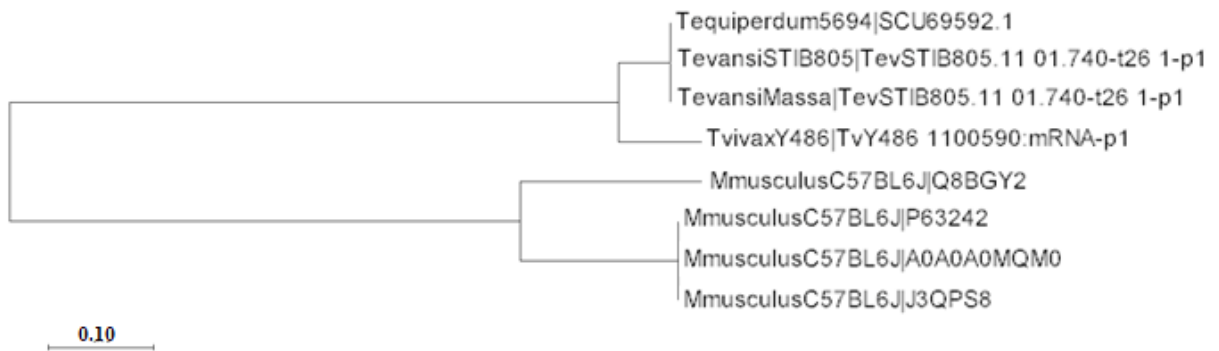 Tequiperdum5694|SCU69592.1
TevansiSTIB805|TevSTIB805.11 01.740-t26 1-p1
TevansiMassa|TevSTIB805.11 01.740-t26 1-p1
TvivaxY486|TvY486 1100590:mRNA-p1
MmusculusC57BL6J|Q8BGY2
MmusculusC57BL6J|P63242
MmusculusC57BL6J|A0A0A0MQM0
MmusculusC57BL6J|J3QPS8
0.10